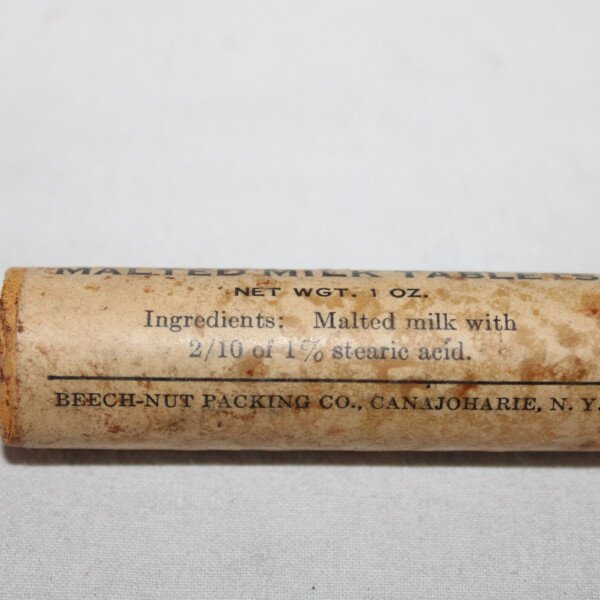 MALTED MILK TABLETS
NET WGT. 1 OZ.
Ingredients: Malted milk with
2/10 of 1% stearic acid.
BEECH-NUT PACKING CO., CANAJOHARIE, N. Y.